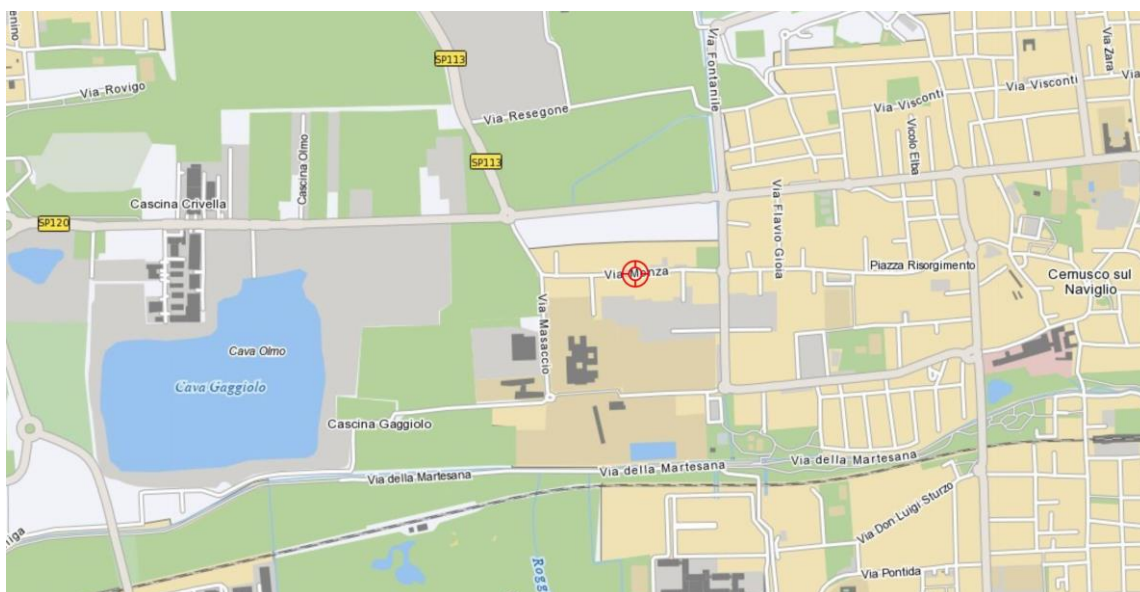 Via Rovigo
SP113
Via Resegone
Via Fontanile
Via Visconti
Via Visconti
Via Zara
Via
Vicolo Elba
SP113
Cascina Olmo
Cascina Crivella
SP120
Via Flavio Gioia
Via Monza
Piazza Risorgimento
Cernusco sul
Naviglio
Via Masaccio
Cava Olmo
Cava Gaggiolo
Cascina Gaggiolo
Via della Martesana
Via della Martesana
Via della Martesana
Via Don Luigi Sturzo
Via Pontida